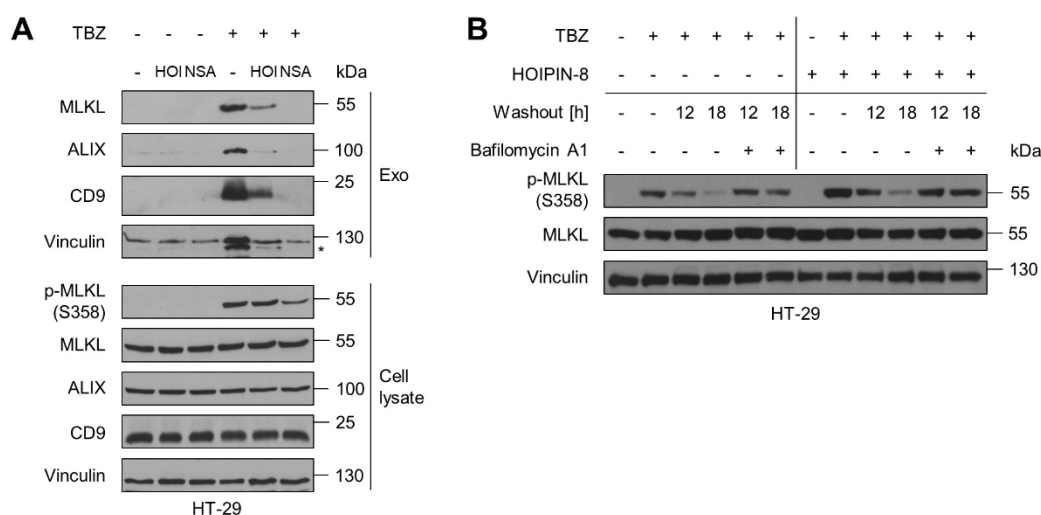 A
TBZ - - - + + +
- HOI NSA - HOI NSA kDa
MLKL 55
ALIX 100
25
CD9
Vinculin 130
*
Exo
p-MLKL 55
(S358)
MLKL 55
ALIX 100
25
CD9
Vinculin 130
Cell
lysate
HT-29
B
TBZ - + + + + + - + + + + +
HOIPIN-8 - - - - - - + + + + + +
Washout [h] - - 12 18 12 18 - - 12 18 12 18
Bafilomycin A1 - - - - + + - - - - + + kDa
p-MLKL 55
(S358)
MLKL 55
130
Vinculin
HT-29